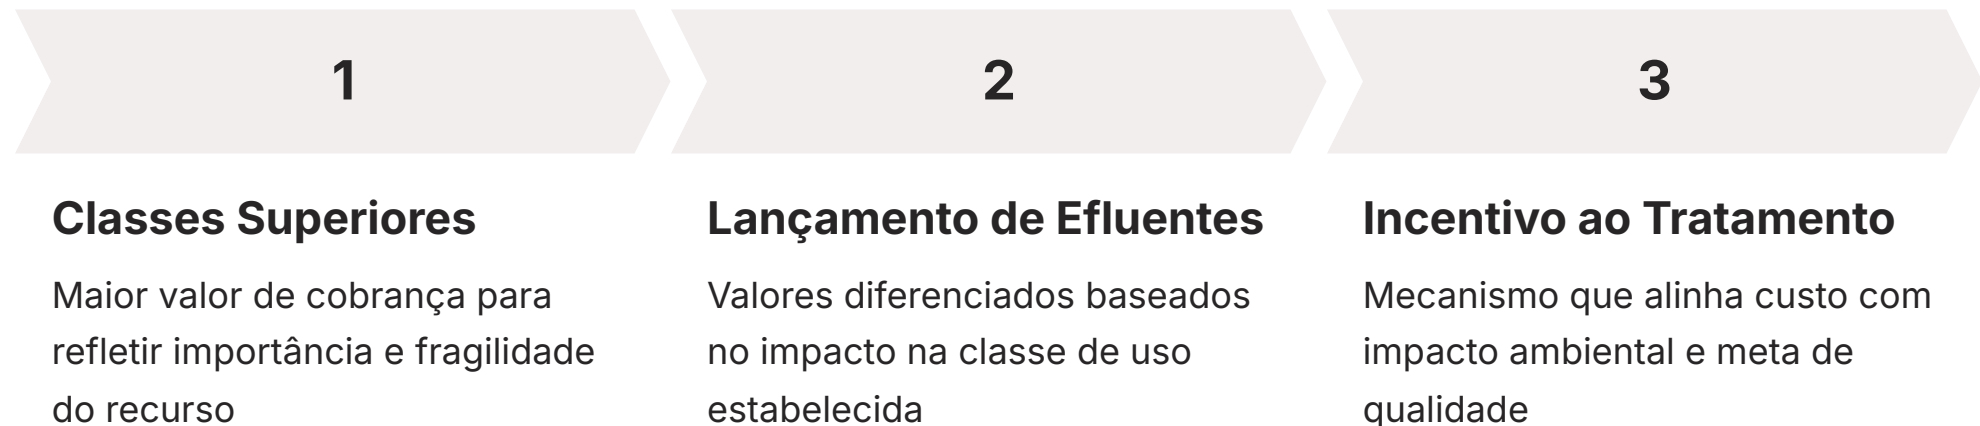 1
Classes Superiores
Maior valor de cobrança para
refletir importância e fragilidade
do recurso
2
Lançamento de Efluentes
Valores diferenciados baseados
no impacto na classe de uso
estabelecida
3
Incentivo ao Tratamento
Mecanismo que alinha custo com
impacto ambiental e meta de
qualidade